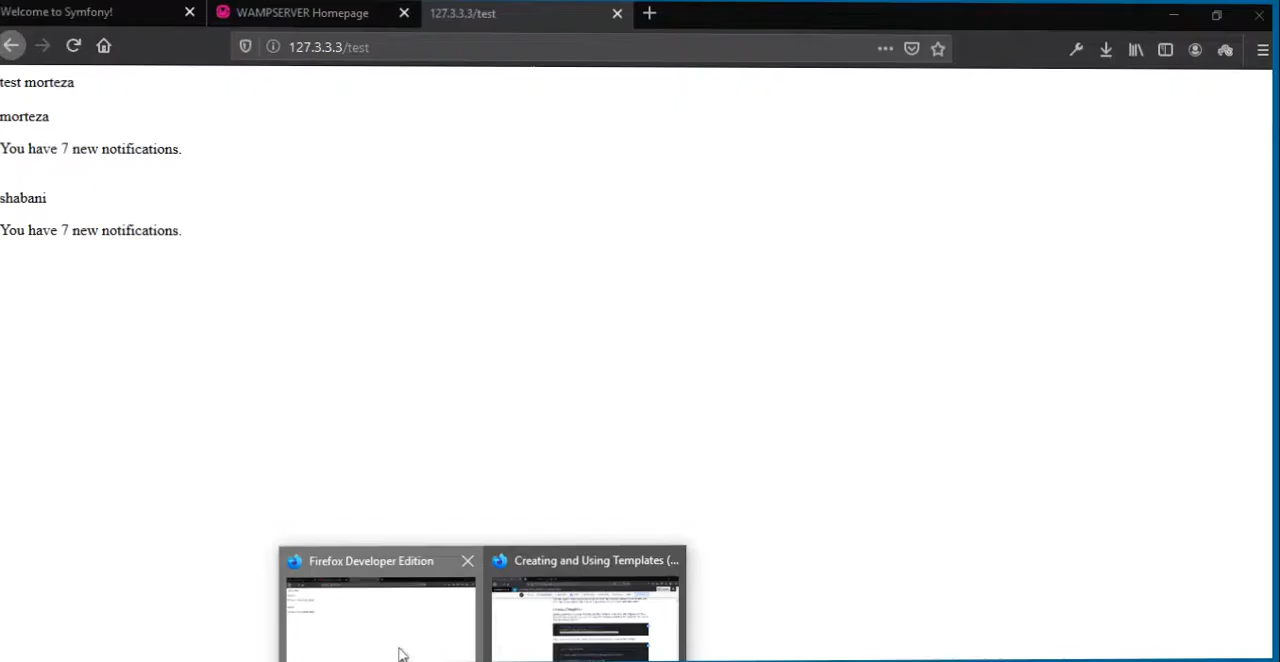 Welcome to Symfony!
WAMPSERVER Homepage
127.3.3.3/test
127.3.3.3/test
test morteza
morteza
You have 7 new notifications.
shabani
You have 7 new notifications.
Firefox Developer Edition
Creating and Using Templates (...